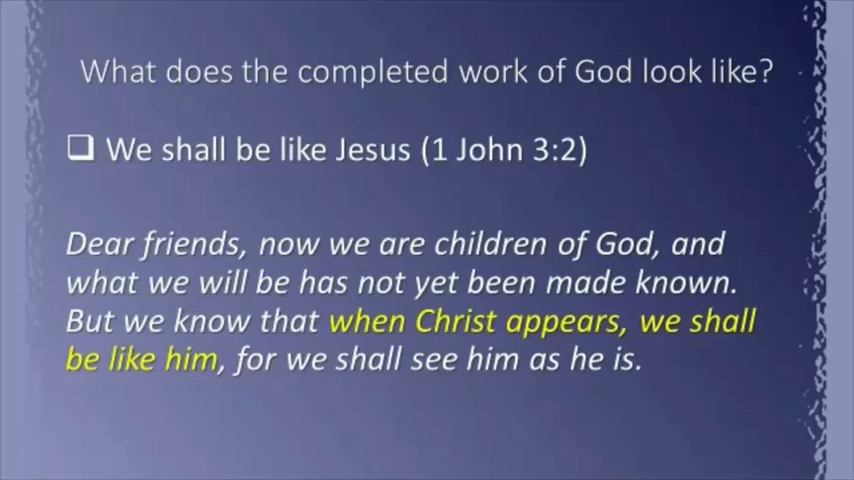 What does the completed work of God look like?
❑ We shall be like Jesus (1 John 3:2)
Dear friends, now we are children of God, and
what we will be has not yet been made known.
But we know that when Christ appears, we shall
be like him, for we shall see him as he is.